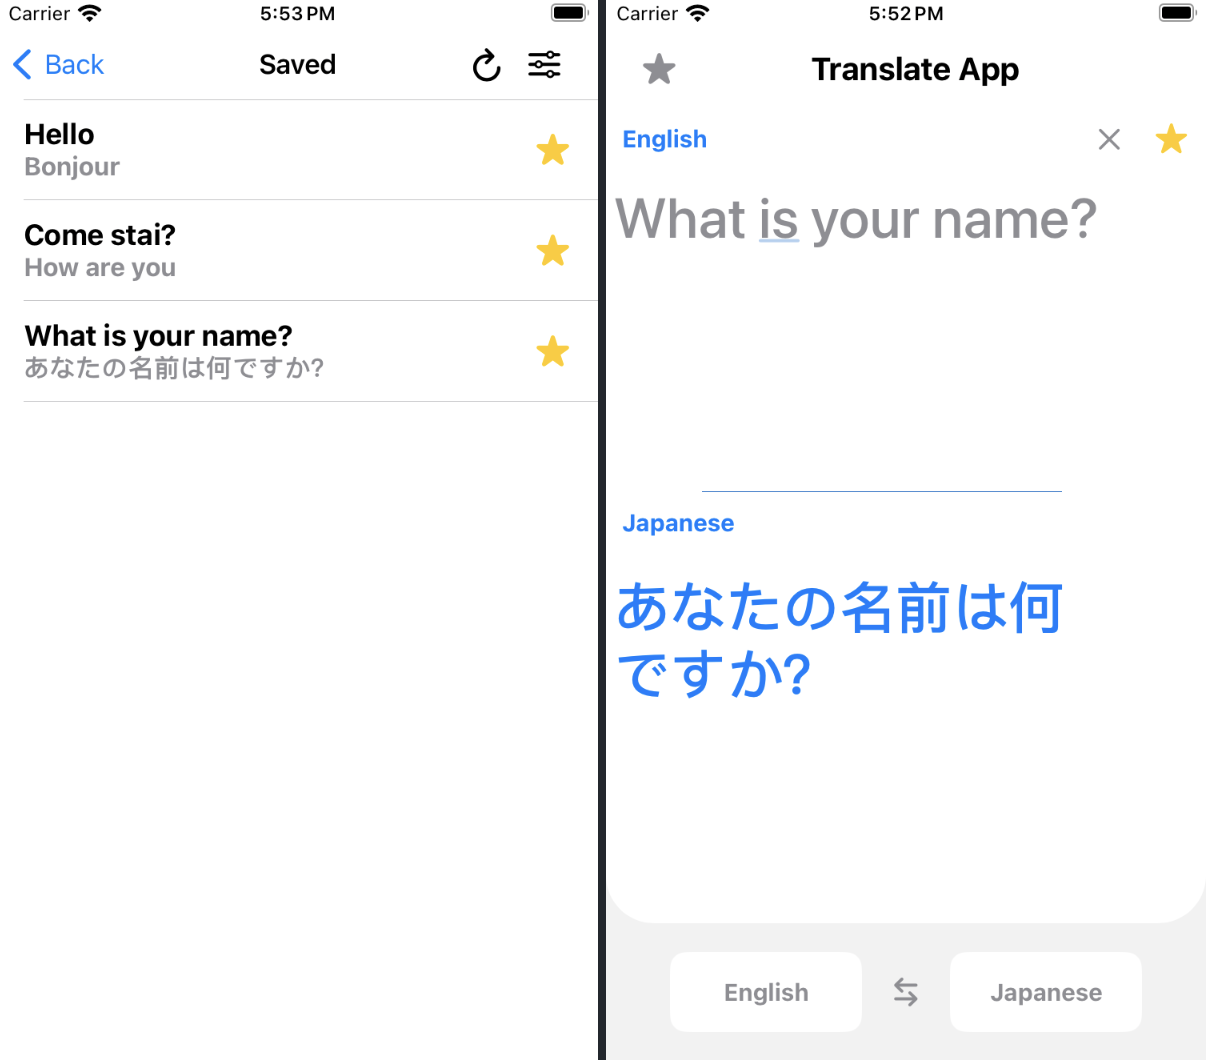 Carrier 5:53 PM
Back Saved
Hello
Bonjour
Come stai?
How are you
What is your name?
あなたの名前は何ですか?
Carrier 5:52 PM
Translate App
English
What is your name?
Japanese
あなたの名前は何
ですか?
English Japanese